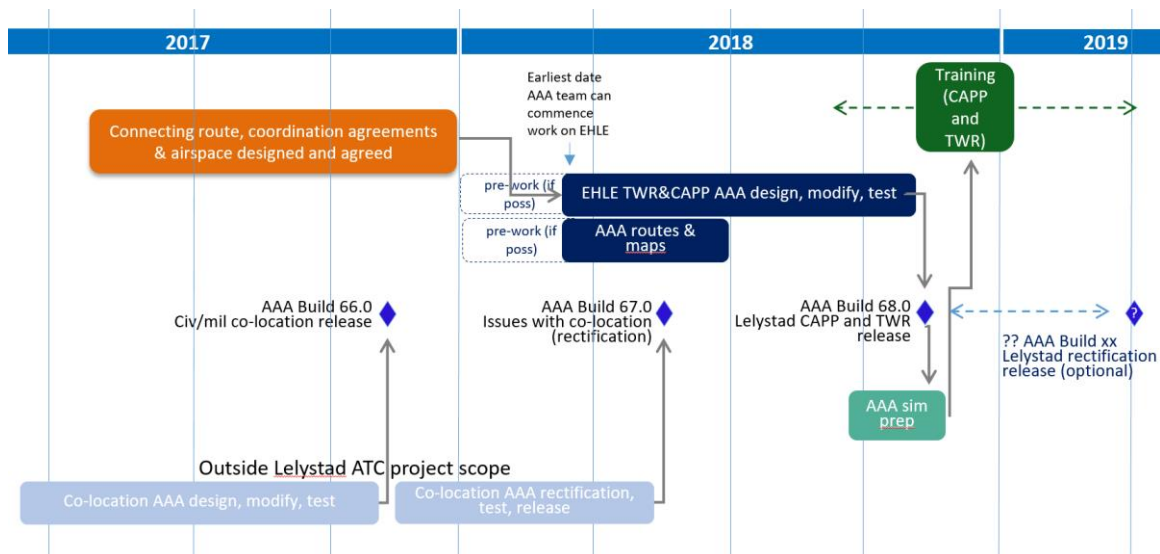 2017
2018
2019
Earliest date
AAA team can
commence
work on EHLE
Training
(CAPP
and
TWR)
Connecting route, coordination agreements
& airspace designed and agreed
pre-work (if
poss)
EHLE TWR&CAPP AAA design, modify, test
pre-work (if
poss)
AAA routes &
maps
AAA Build 66.0
Civ/mil co-location release
AAA Build 67.0
Issues with co-location
(rectification)
AAA Build 68.0
Lelystad CAPP and TWR
release
?
?? AAA Build xx
Lelystad rectification
release (optional)
AAA sim
prep
Outside Lelystad ATC project scope
Co-location AAA design, modify, test
Co-location AAA rectification,
test, release